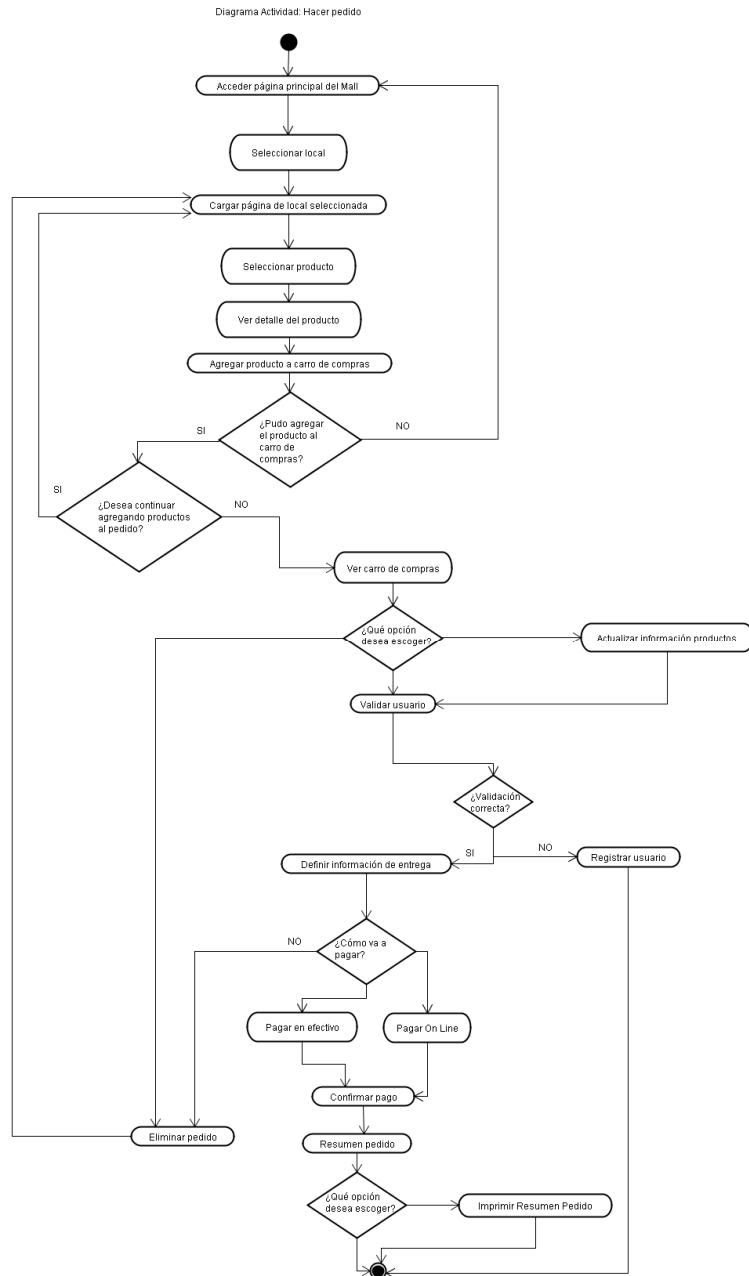 Diagrama Actividad: Hacer pedido
Acceder página principal del Mall
Seleccionar local
Cargar página de local seleccionada
Seleccionar producto
Ver detalle del producto
Agregar producto a carro de compras
¿Pudo agregar
el producto al
carro de
compras?
SI
NO
¿Desea continuar
agregando productos
al pedido?
SI
NO
Ver carro de compras
¿Qué opción
desea escoger?
Actualizar información productos
Validar usuario
¿Validación
correcta?
SI
NO
Definir información de entrega
Registrar usuario
¿Cómo va a
pagar?
NO
Pagar en efectivo
Pagar On Line
Confirmar pago
Eliminar pedido
Resumen pedido
¿Qué opción
desea escoger?
Imprimir Resumen Pedido